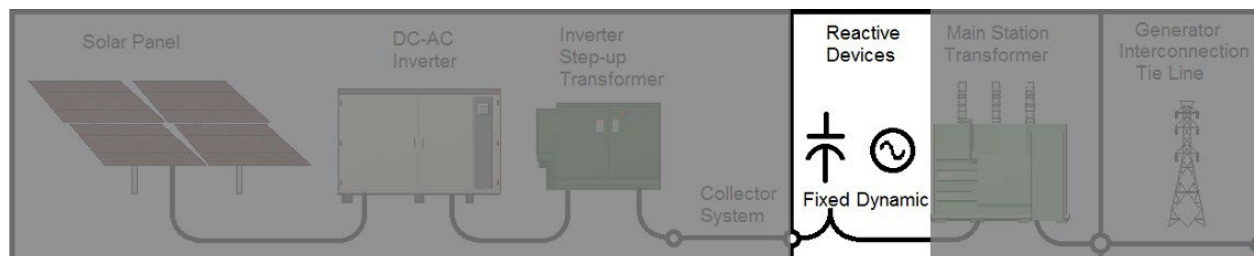 Solar Panel
DC-AC
Inverter
Inverter
Step-up
Transformer
Collector
System
Reactive
Devices
Fixed Dynamic
Main Station
Transformer
Generator
Interconnection
Tie Line